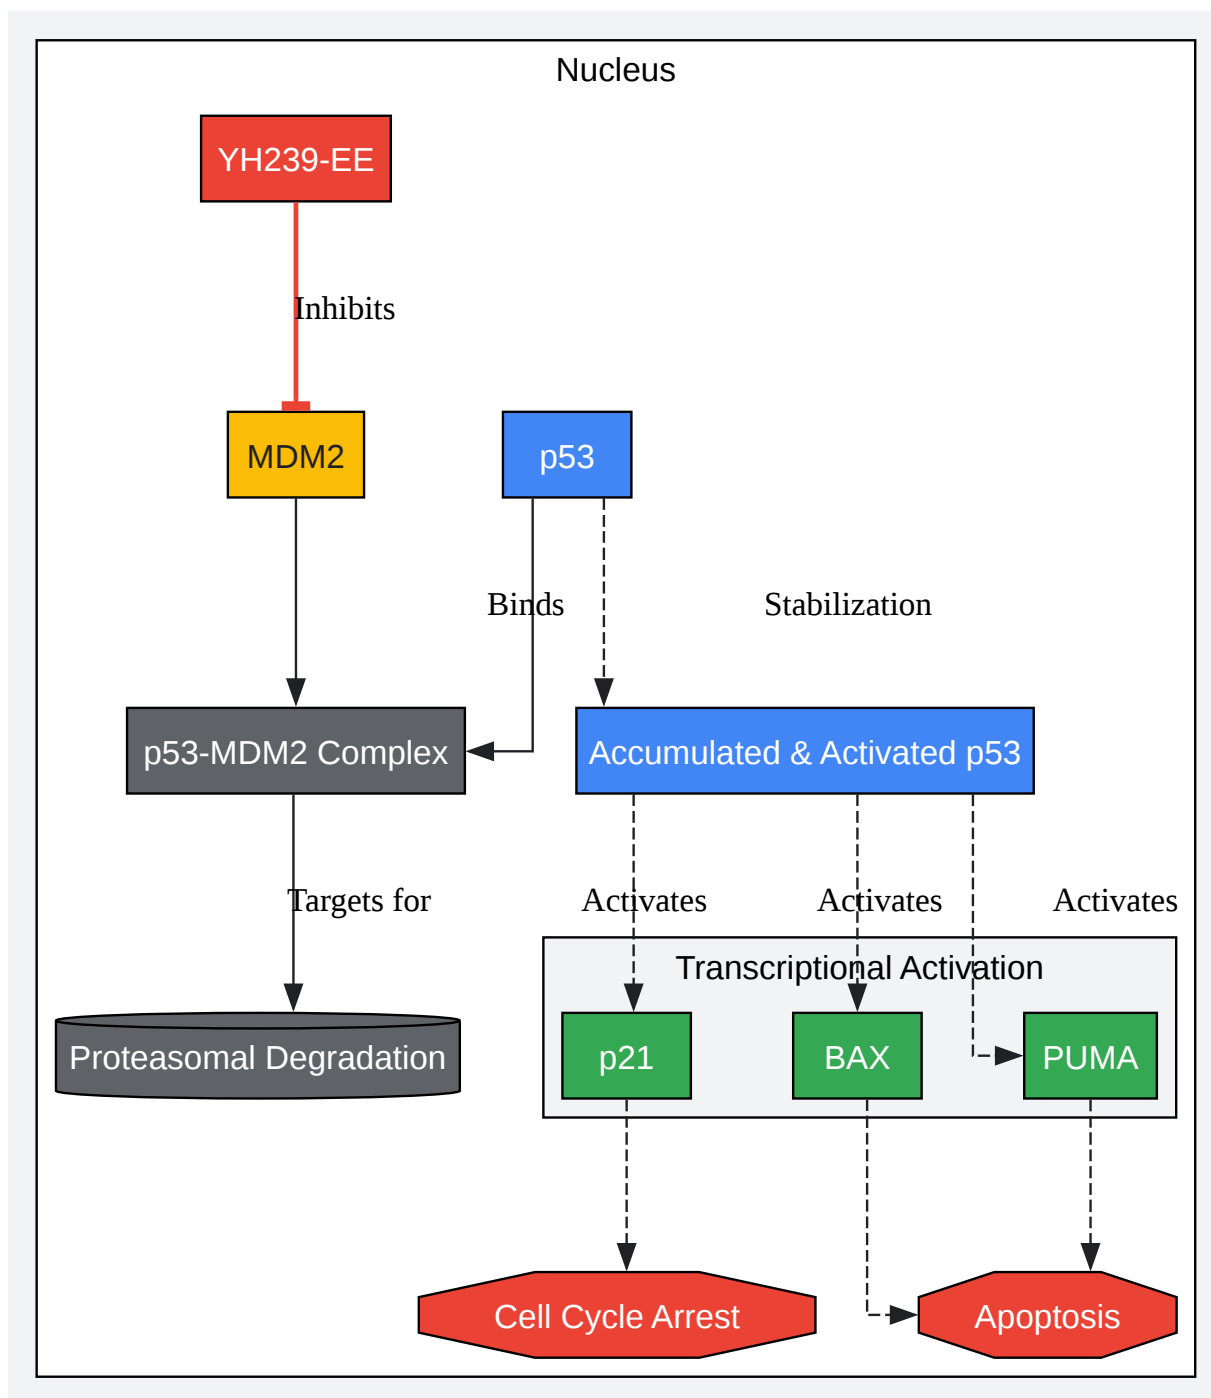 Nucleus
YH239-EE
Inhibits
MDM2
p53
Binds
Stabilization
p53-MDM2 Complex
Accumulated & Activated p53
Targets for
Activates
Activates
Activates
Transcriptional Activation
Proteasomal Degradation
p21
BAX
PUMA
Cell Cycle Arrest
Apoptosis